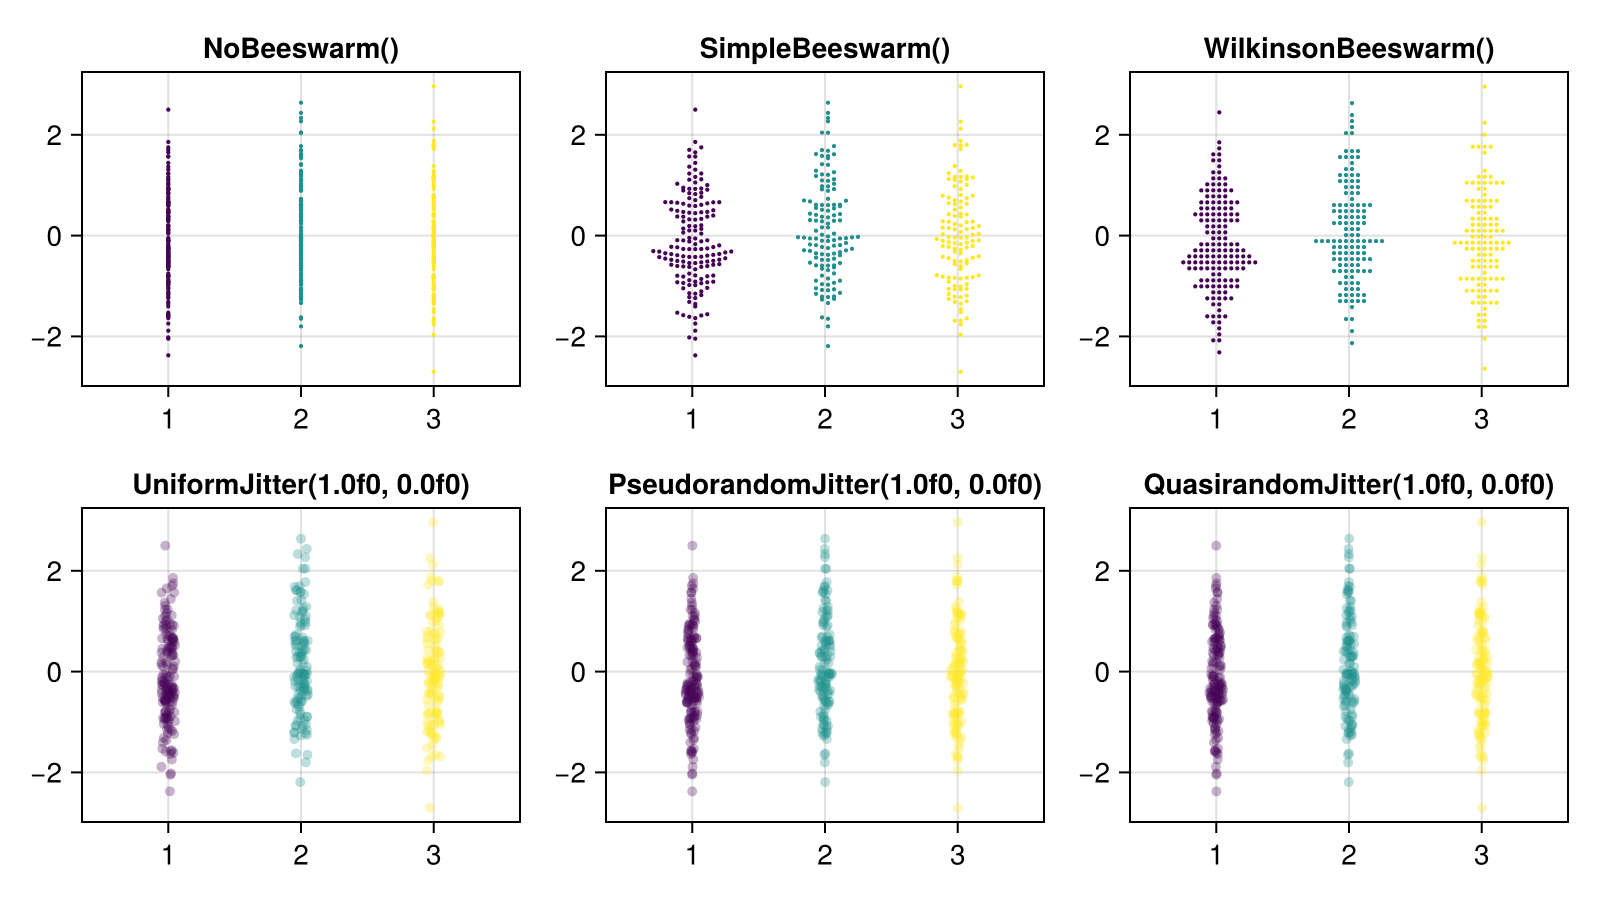 NoBeeswarm()
2
0
−2
1 2 3
SimpleBeeswarm()
2
0
−2
1 2 3
WilkinsonBeeswarm()
2
0
−2
1 2 3
UniformJitter(1.0f0, 0.0f0)
2
0
−2
1 2 3
PseudorandomJitter(1.0f0, 0.0f0)
2
0
−2
1 2 3
QuasirandomJitter(1.0f0, 0.0f0)
2
0
−2
1 2 3